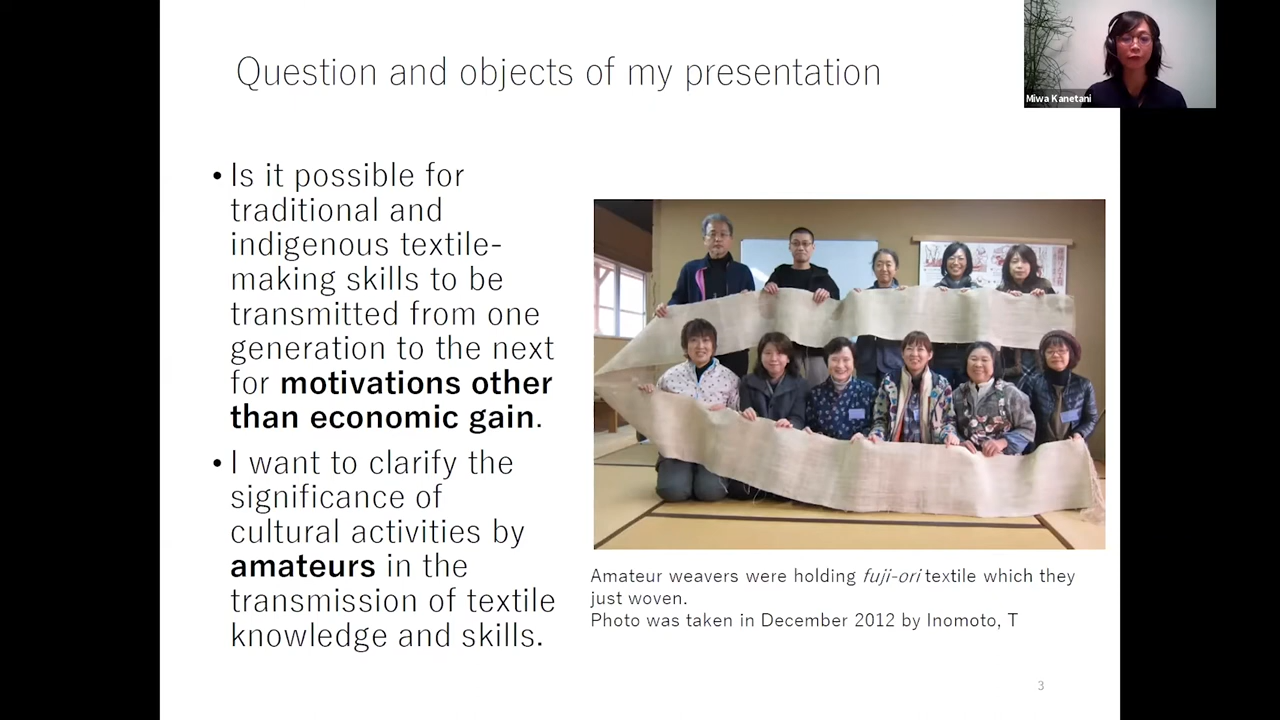 Question and objects of my presentation
Miwa Kanetani
• Is it possible for
traditional and
indigenous textile-
making skills to be
transmitted from one
generation to the next
for motivations other
than economic gain.
• I want to clarify the
significance of
cultural activities by
amateurs in the
transmission of textile
knowledge and skills.
Amateur weavers were holding fuji-ori textile which they
just woven.
Photo was taken in December 2012 by Inomoto, T
3